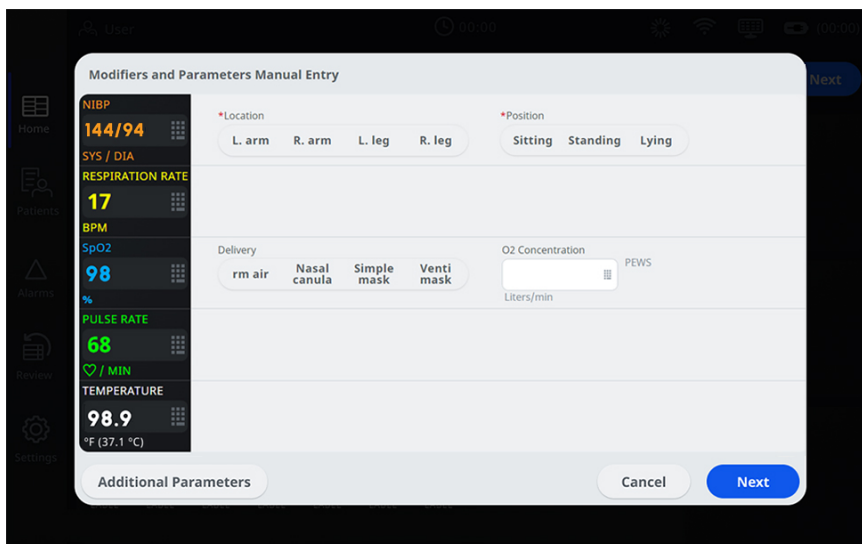 User
00:00
(00:00)
Next
Home
Patients
Alarms
Review
Settings
Modifiers and Parameters Manual Entry
NIBP
144/94
SYS / DIA
*Location
L. arm R. arm L. leg R. leg
*Position
Sitting Standing Lying
RESPIRATION RATE
17
BPM
SpO2
98
%
Delivery
rm air Nasal canula Simple mask Venti mask
O2 Concentration
Liters/min
PEWS
PULSE RATE
68
/ MIN
TEMPERATURE
98.9
°F (37.1 °C)
Additional Parameters
Cancel
Next